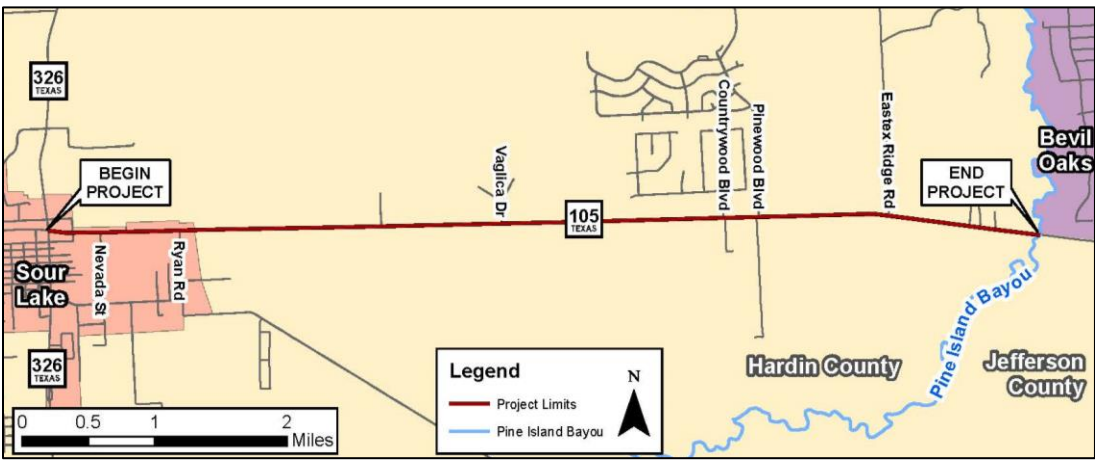 326
TEXAS
BEGIN
PROJECT
Sour
Lake
Nevada St
Ryan Rd
326
TEXAS
Vaglica Dr
105
TEXAS
Countrywood Blvd
Pinewood Blvd
Eastex Ridge Rd
END
PROJECT
Bevil
Oaks
Pine Island Bayou
Hardin County
Jefferson
County
Legend
Project Limits
Pine Island Bayou
N
0 0.5 1 2
Miles